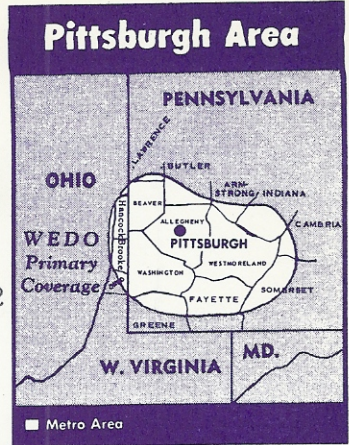 Pittsburgh Area
PENNSYLVANIA
LAWRENCE
OHIO
BUTLER
ARM-
STRONG/INDIANA
BEAVER
Hancock
Brooke
ALLEGHENY
CAMBRIA
WEDO
Primary
Coverage
PITTSBURGH
WASHINGTON
WESTMORELAND
SOMERSET
FAYETTE
GREENE
W. VIRGINIA
MD.
Metro Area